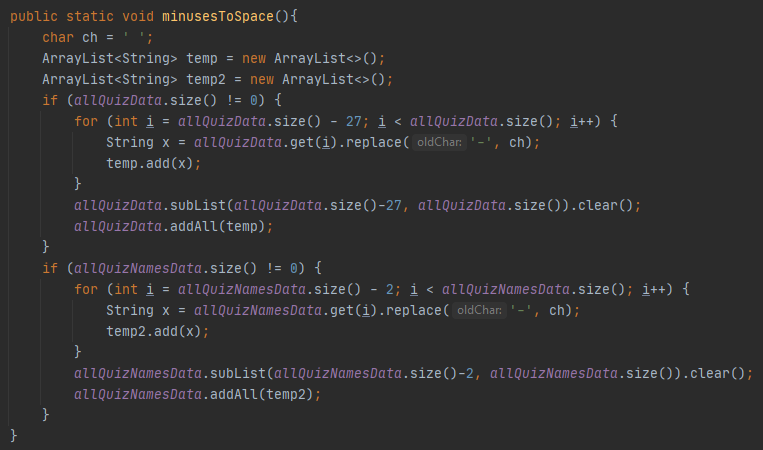 public static void minusesToSpace(){
    char ch = ' ';
    ArrayList<String> temp = new ArrayList<>();
    ArrayList<String> temp2 = new ArrayList<>();
    if (allQuizData.size() != 0) {
        for (int i = allQuizData.size() - 27; i < allQuizData.size(); i++) {
            String x = allQuizData.get(i).replace( oldChar: '-', ch);
            temp.add(x);
        }
        allQuizData.subList(allQuizData.size()-27, allQuizData.size()).clear();
        allQuizData.addAll(temp);
    }
    if (allQuizNamesData.size() != 0) {
        for (int i = allQuizNamesData.size() - 2; i < allQuizNamesData.size(); i++) {
            String x = allQuizNamesData.get(i).replace( oldChar: '-', ch);
            temp2.add(x);
        }
        allQuizNamesData.subList(allQuizNamesData.size()-2, allQuizNamesData.size()).clear();
        allQuizNamesData.addAll(temp2);
    }
}